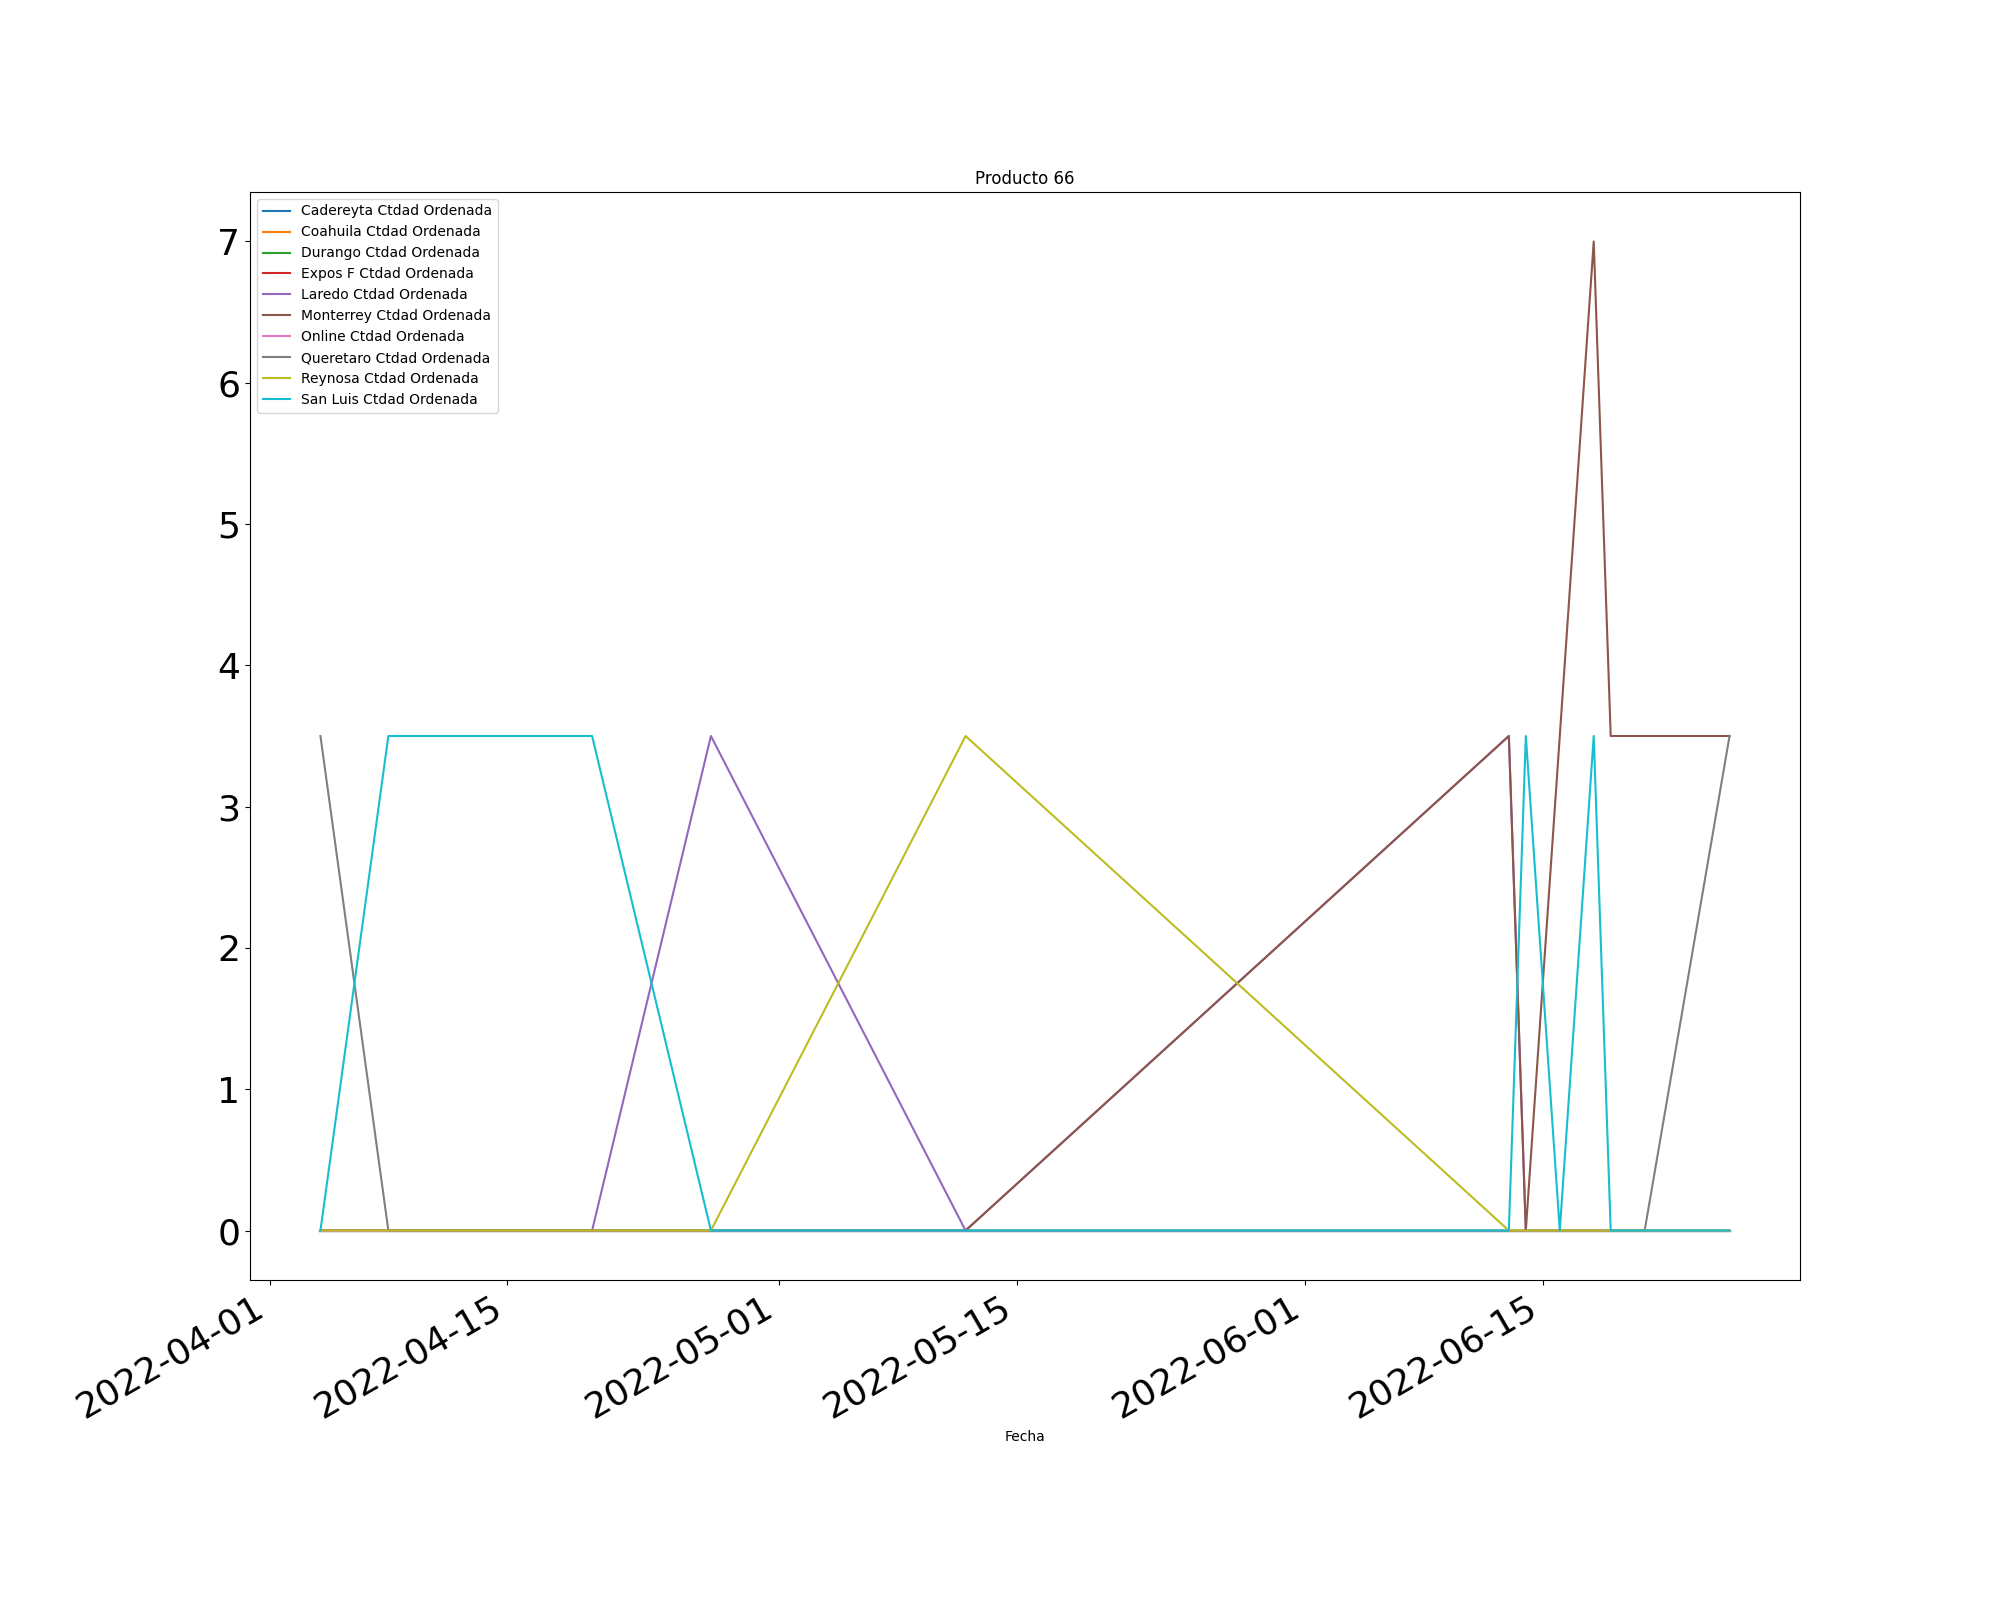 Producto 66
Cadereyta Ctdad Ordenada
Coahuila Ctdad Ordenada
Durango Ctdad Ordenada
Expos F Ctdad Ordenada
Laredo Ctdad Ordenada
Monterrey Ctdad Ordenada
Online Ctdad Ordenada
Queretaro Ctdad Ordenada
Reynosa Ctdad Ordenada
San Luis Ctdad Ordenada
7
6
5
4
3
2
1
0
2022-04-01
2022-04-15
2022-05-01
2022-05-15
2022-06-01
2022-06-15
Fecha